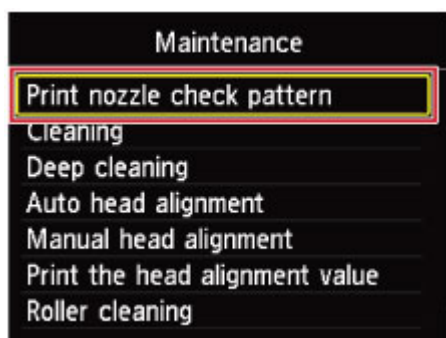 Maintenance
Print nozzle check pattern
Cleaning
Deep cleaning
Auto head alignment
Manual head alignment
Print the head alignment value
Roller cleaning